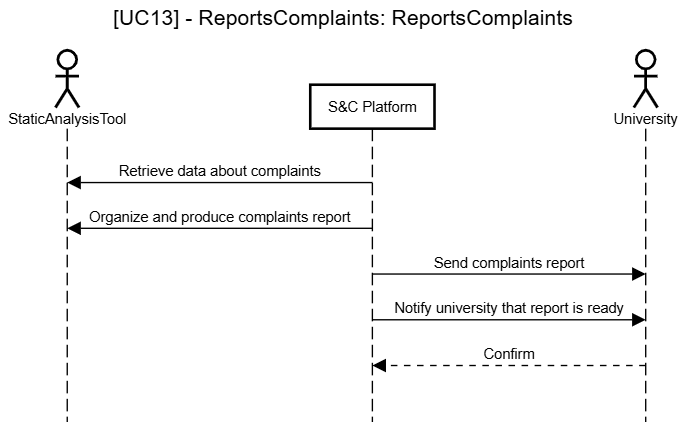 [UC13] - ReportsComplaints: ReportsComplaints
StaticAnalysisTool
S&C Platform
University
Retrieve data about complaints
Organize and produce complaints report
Send complaints report
Notify university that report is ready
Confirm